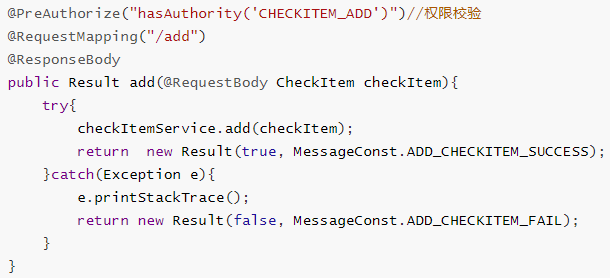 @PreAuthorize("hasAuthority('CHECKITEM_ADD')")//权限校验
@RequestMapping("/add")
@ResponseBody
public Result add(@RequestBody CheckItem checkItem){
    try{
        checkItemService.add(checkItem);
        return  new Result(true, MessageConst.ADD_CHECKITEM_SUCCESS);
    }catch(Exception e){
        e.printStackTrace();
        return new Result(false, MessageConst.ADD_CHECKITEM_FAIL);
    }
}